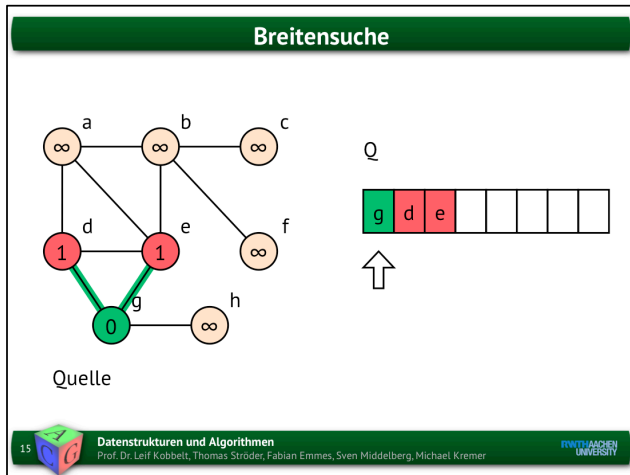 Breitensuche
a b c
∞ ∞ ∞
Q
g d e
d e f
1 1 ∞
g h
0 ∞
Quelle
15
A C G
Datenstrukturen und Algorithmen
Prof. Dr. Leif Kobbelt, Thomas Ströder, Fabian Emmes, Sven Middelberg, Michael Kremer
RWTHAACHEN
UNIVERSITY